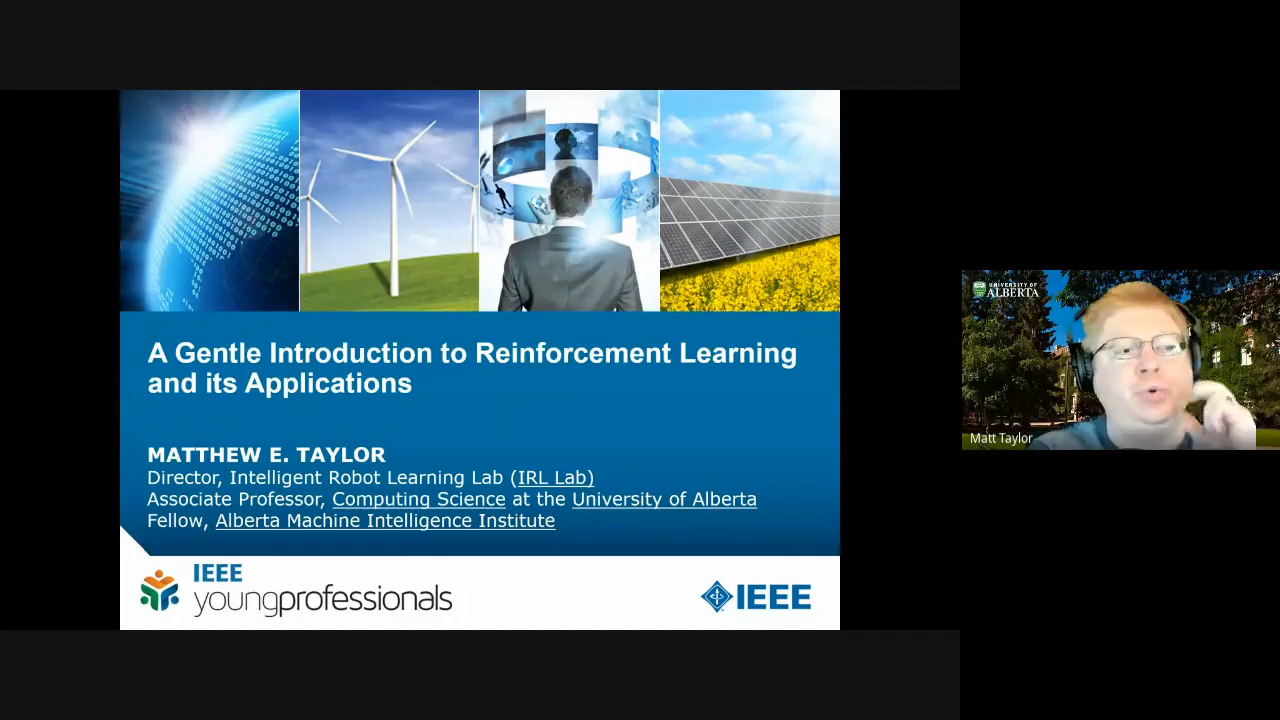 A Gentle Introduction to Reinforcement Learning
and its Applications
MATTHEW E. TAYLOR
Director, Intelligent Robot Learning Lab (IRL Lab)
Associate Professor, Computing Science at the University of Alberta
Fellow, Alberta Machine Intelligence Institute
IEEE
youngprofessionals
IEEE
UNIVERSITY OF
ALBERTA
Matt Taylor